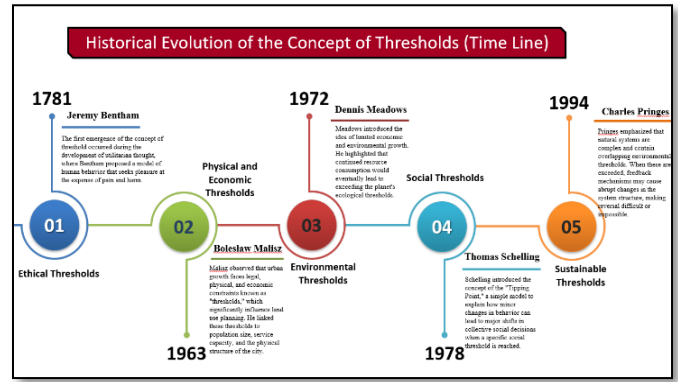 Historical Evolution of the Concept of Thresholds (Time Line)
1781
Jeremy Bentham
The first emergence of the concept of
threshold occurred during the
development of utilitarian thought,
where Bentham proposed a model of
human behavior that seeks pleasure at
the expense of pain and harm.
01
Ethical Thresholds
Physical and
Economic
Thresholds
02
Boleslaw Malisz
Malisz observed that urban
growth faces legal,
physical, and economic
constraints known as
"thresholds," which
significantly influence land
use planning. He linked
these thresholds to
population size, service
capacity, and the physical
structure of the city.
1963
1972
Dennis Meadows
Meadows introduced the
idea of limited economic
and environmental growth.
He highlighted that
continued resource
consumption would
eventually lead to
exceeding the planet's
ecological thresholds.
03
Environmental
Thresholds
Social Thresholds
04
Thomas Schelling
Schelling introduced the
concept of the "Tipping
Point," a simple model to
explain how minor
changes in behavior can
lead to major shifts in
collective social decisions
when a specific social
threshold is reached.
1978
1994
Charles Pringes
Pringes emphasized that
natural systems are
complex and contain
overlapping environmental
thresholds. When these are
exceeded, feedback
mechanisms may cause
abrupt changes in the
system structure, making
reversal difficult or
impossible.
05
Sustainable
Thresholds